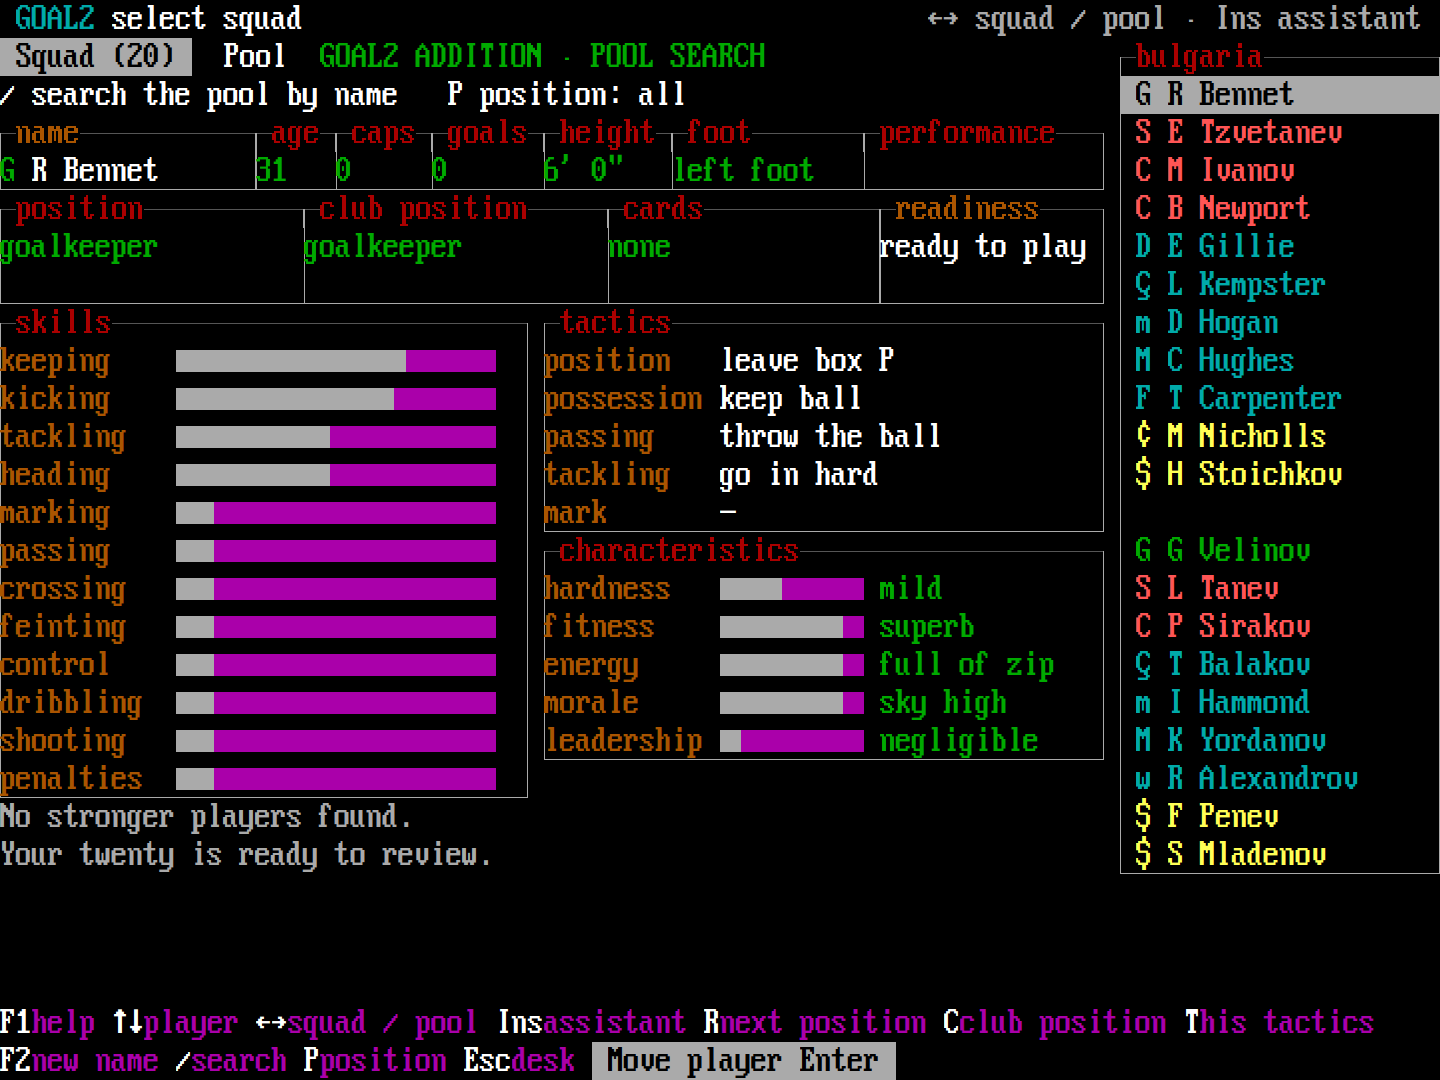 GOAL2 select squad ↔ squad / pool · Ins assistant
Squad (20) Pool GOAL2 ADDITION · POOL SEARCH
/ search the pool by name P position: all
name age caps goals height foot performance
G R Bennet 31 0 0 6' 0" left foot
position club position cards readiness
goalkeeper goalkeeper none ready to play
skills
keeping
kicking
tackling
heading
marking
passing
crossing
feinting
control
dribbling
shooting
penalties
tactics
position leave box P
possession keep ball
passing throw the ball
tackling go in hard
mark –
characteristics
hardness mild
fitness superb
energy full of zip
morale sky high
leadership negligible
No stronger players found.
Your twenty is ready to review.
bulgaria
G R Bennet
S E Tzvetanev
C M Ivanov
C B Newport
D E Gillie
Ç L Kempster
m D Hogan
M C Hughes
F T Carpenter
¢ M Nicholls
$ H Stoichkov
G G Velinov
S L Tanev
C P Sirakov
Ç T Balakov
m I Hammond
M K Yordanov
w R Alexandrov
$ F Penev
$ S Mladenov
F1help ↑↓player ↔squad / pool Insassistant Rnext position Cclub position This tactics
F2new name /search Pposition Escdesk Move player Enter